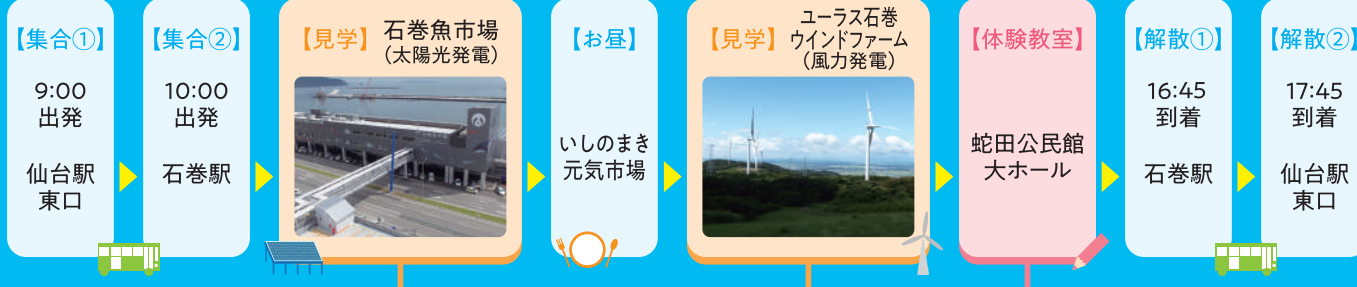 【集合①】
9:00
出発
仙台駅
東口
【集合②】
10:00
出発
石巻駅
【見学】
石巻魚市場
(太陽光発電)
【お昼】
いしのまき
元気市場
【見学】
ユーラス石巻
ウインドファーム
(風力発電)
【体験教室】
蛇田公民館
大ホール
【解散①】
16:45
到着
石巻駅
【解散②】
17:45
到着
仙台駅
東口